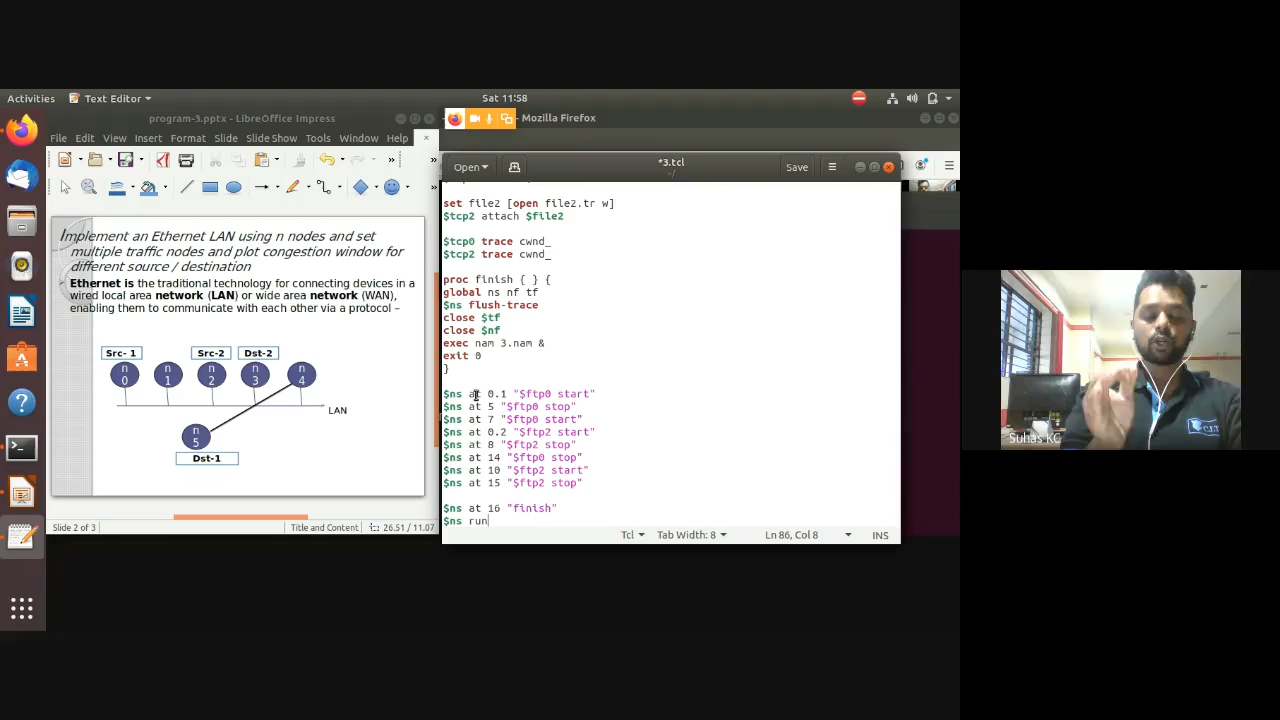 Activities
Text Editor
Sat 11:58
program-3.pptx - LibreOffice Impress
File Edit View Insert Format Slide Slide Show Tools Window Help
Implement an Ethernet LAN using n nodes and set
multiple traffic nodes and plot congestion window for
different source / destination
Ethernet is the traditional technology for connecting devices in a
wired local area network (LAN) or wide area network (WAN),
enabling them to communicate with each other via a protocol –
Src- 1
Src-2
Dst-2
n 0
n 1
n 2
n 3
n 4
LAN
n 5
Dst-1
Slide 2 of 3
Title and Content
26.51 / 11.07
Mozilla Firefox
Open
*3.tcl
~/
Save
set file2 [open file2.tr w]
$tcp2 attach $file2
$tcp0 trace cwnd_
$tcp2 trace cwnd_
proc finish { } {
global ns nf tf
$ns flush-trace
close $tf
close $nf
exec nam 3.nam &
exit 0
}
$ns at 0.1 "$ftp0 start"
$ns at 5 "$ftp0 stop"
$ns at 7 "$ftp0 start"
$ns at 0.2 "$ftp2 start"
$ns at 8 "$ftp2 stop"
$ns at 14 "$ftp0 stop"
$ns at 10 "$ftp2 start"
$ns at 15 "$ftp2 stop"
$ns at 16 "finish"
$ns run
Tcl
Tab Width: 8
Ln 86, Col 8
INS
Suhas KC